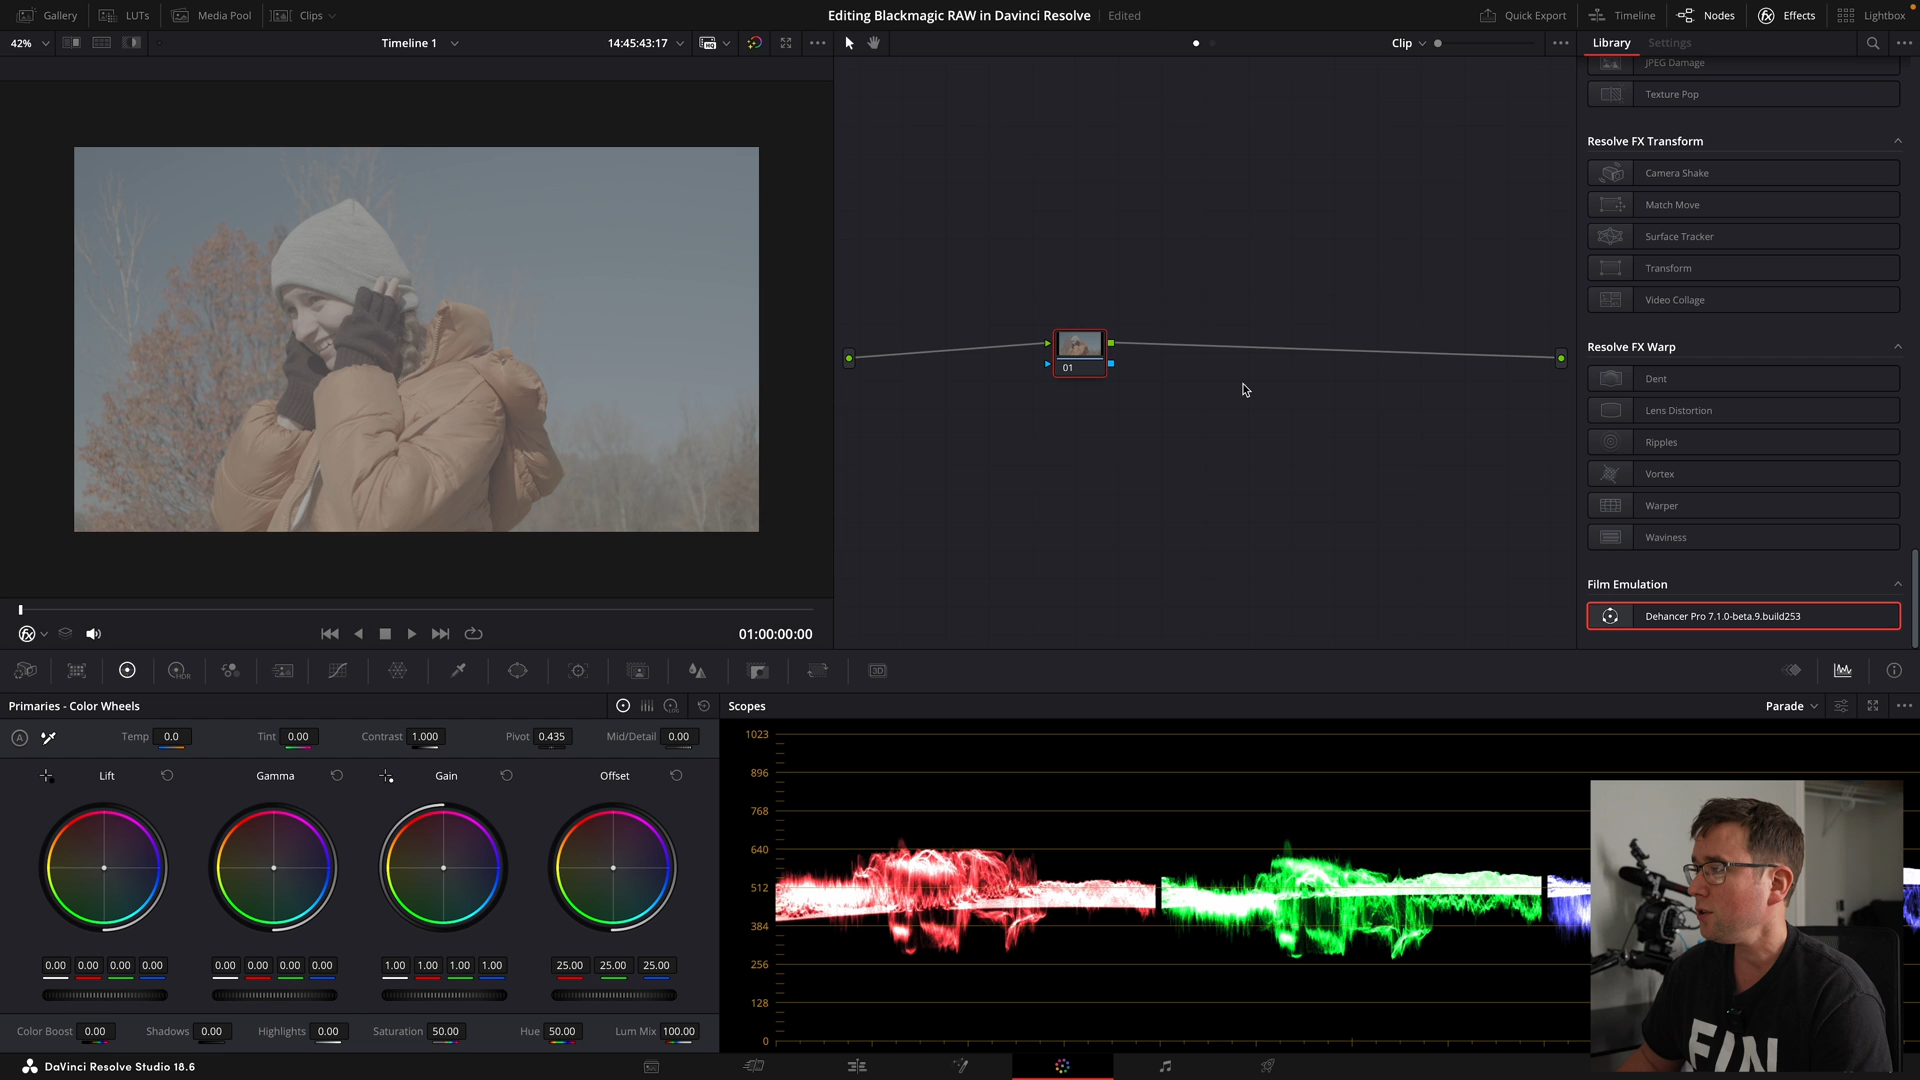 Gallery LUTs Media Pool Clips Editing Blackmagic RAW in Davinci Resolve Edited Quick Export Timeline Nodes Effects Lightbox
42% Timeline 1 14:45:43:17 Clip Library Settings
JPEG Damage
Texture Pop
Resolve FX Transform
Camera Shake
Match Move
Surface Tracker
Transform
Video Collage
Resolve FX Warp
Dent
Lens Distortion
Ripples
Vortex
Warper
Waviness
Film Emulation
Dehancer Pro 7.1.0-beta.9.build253
01
01:00:00:00
HDR
3D
Primaries - Color Wheels
LOG
Scopes
Parade
A Temp 0.0 Tint 0.00 Contrast 1.000 Pivot 0.435 Mid/Detail 0.00
Lift Gamma Gain Offset
0.00 0.00 0.00 0.00 0.00 0.00 0.00 0.00 1.00 1.00 1.00 1.00 25.00 25.00 25.00
Color Boost 0.00 Shadows 0.00 Highlights 0.00 Saturation 50.00 Hue 50.00 Lum Mix 100.00
1023
896
768
640
512
384
256
128
0
DaVinci Resolve Studio 18.6